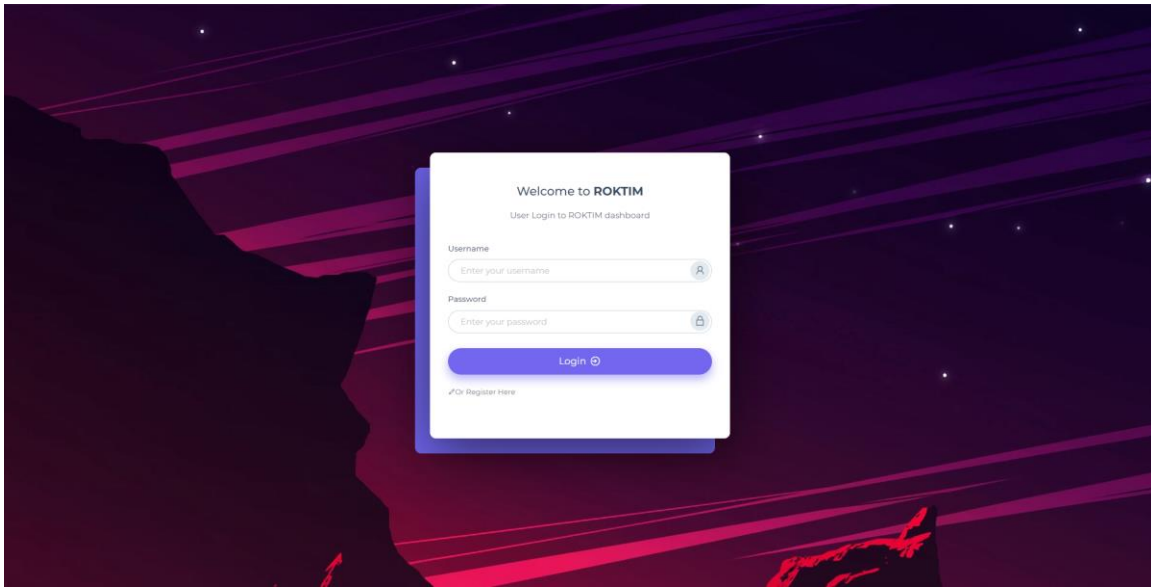 Welcome to ROKTIM
User Login to ROKTIM dashboard
Username
Enter your username
Password
Enter your password
Login
Or Register Here